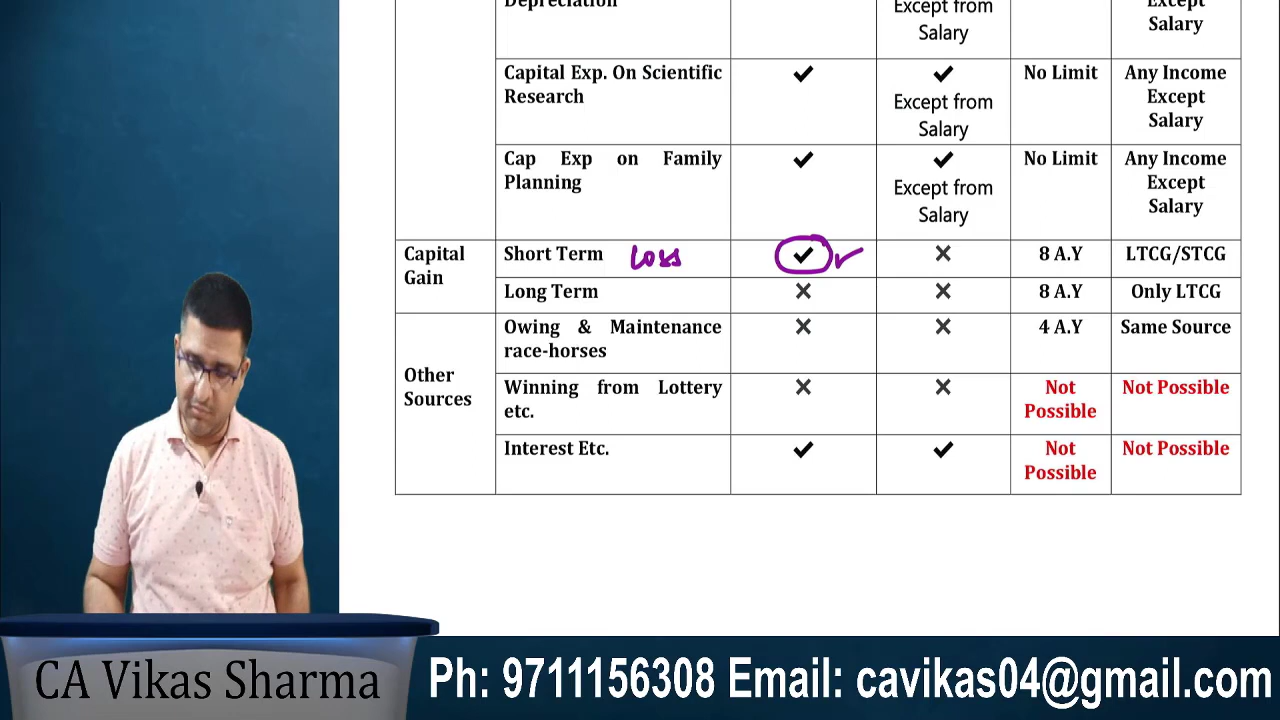 Depreciation
Except from
Salary
Except
Salary
Capital Exp. On Scientific Research ✔ ✔ Except from Salary No Limit Any Income Except Salary
Cap Exp on Family Planning ✔ ✔ Except from Salary No Limit Any Income Except Salary
Capital Gain
Short Term Loss ✔ ✓ ✕ 8 A.Y LTCG/STCG
Long Term ✕ ✕ 8 A.Y Only LTCG
Other Sources
Owing & Maintenance race-horses ✕ ✕ 4 A.Y Same Source
Winning from Lottery etc. ✕ ✕ Not Possible Not Possible
Interest Etc. ✔ ✔ Not Possible Not Possible
CA Vikas Sharma
Ph: 9711156308 Email: cavikas04@gmail.com